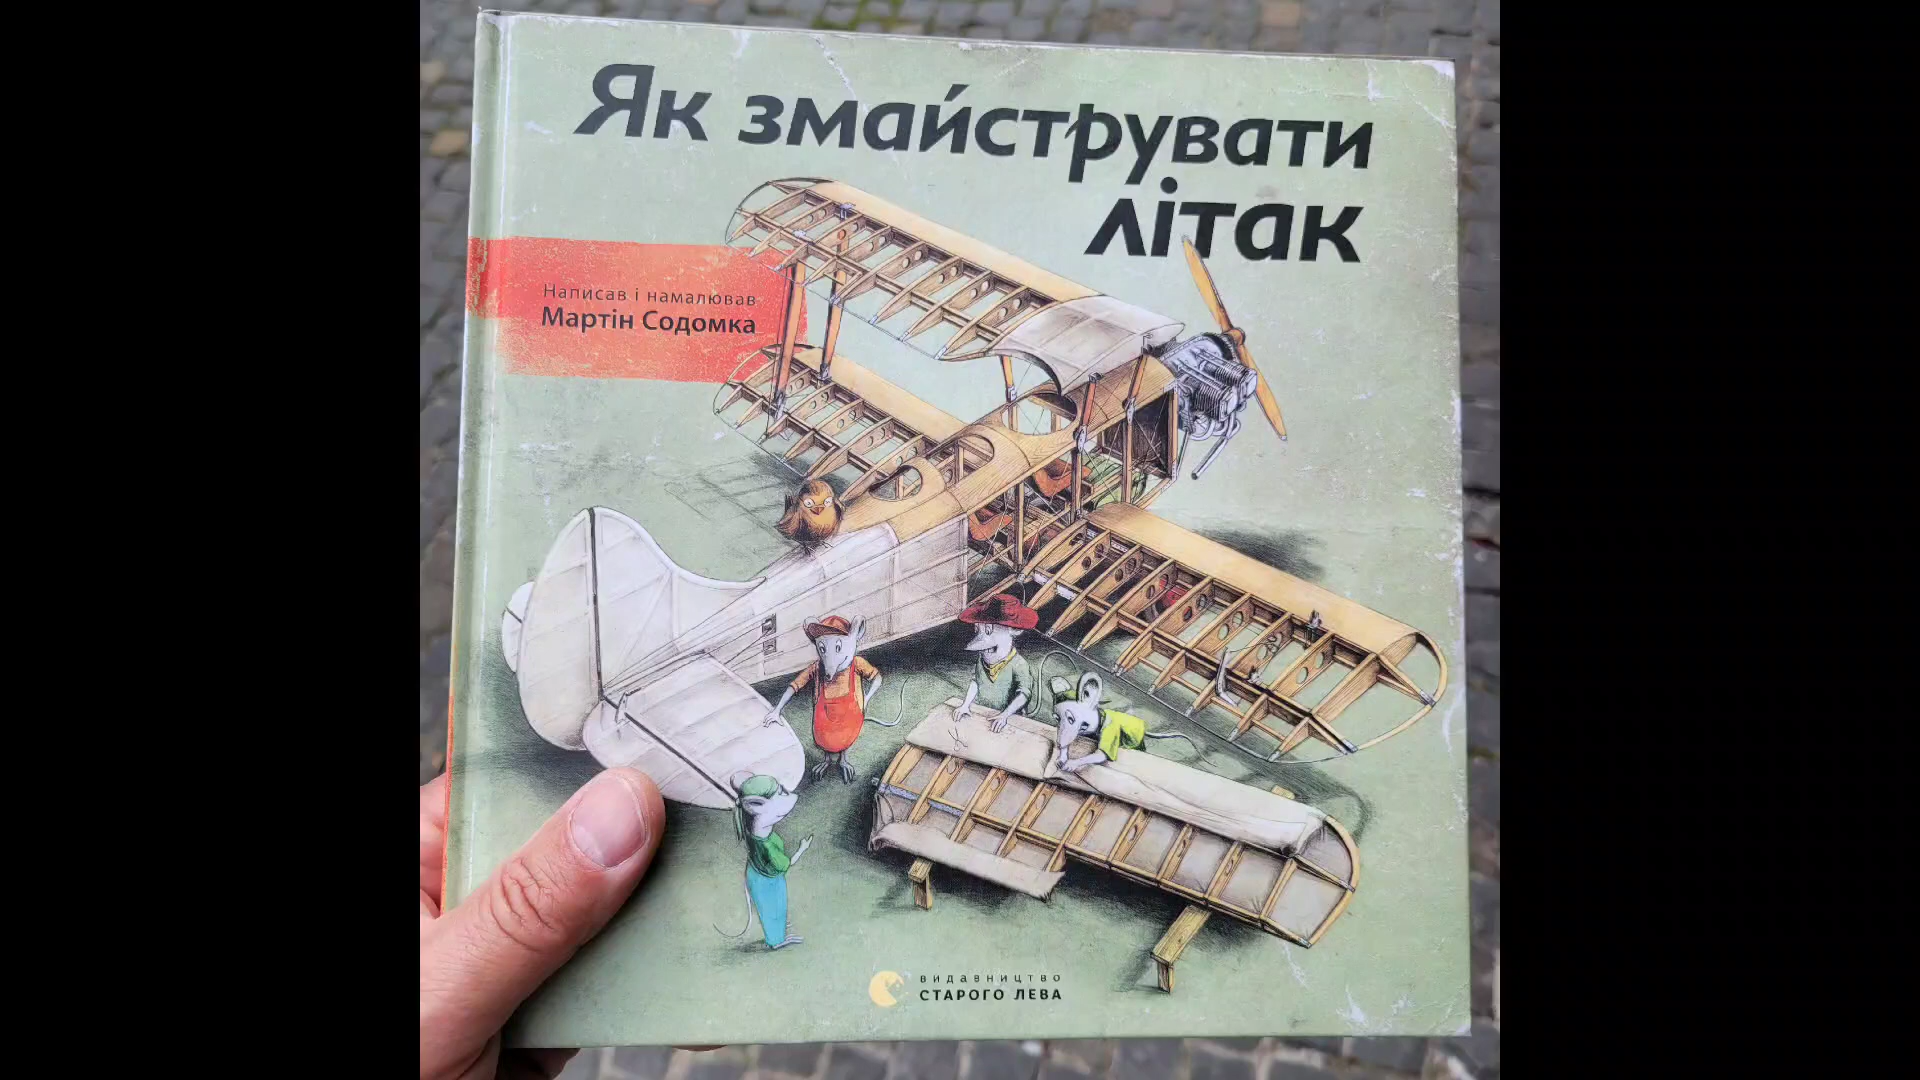 Як змайструвати
літак
Написав і намалював
Мартін Содомка
видавництво
СТАРОГО ЛЕВА